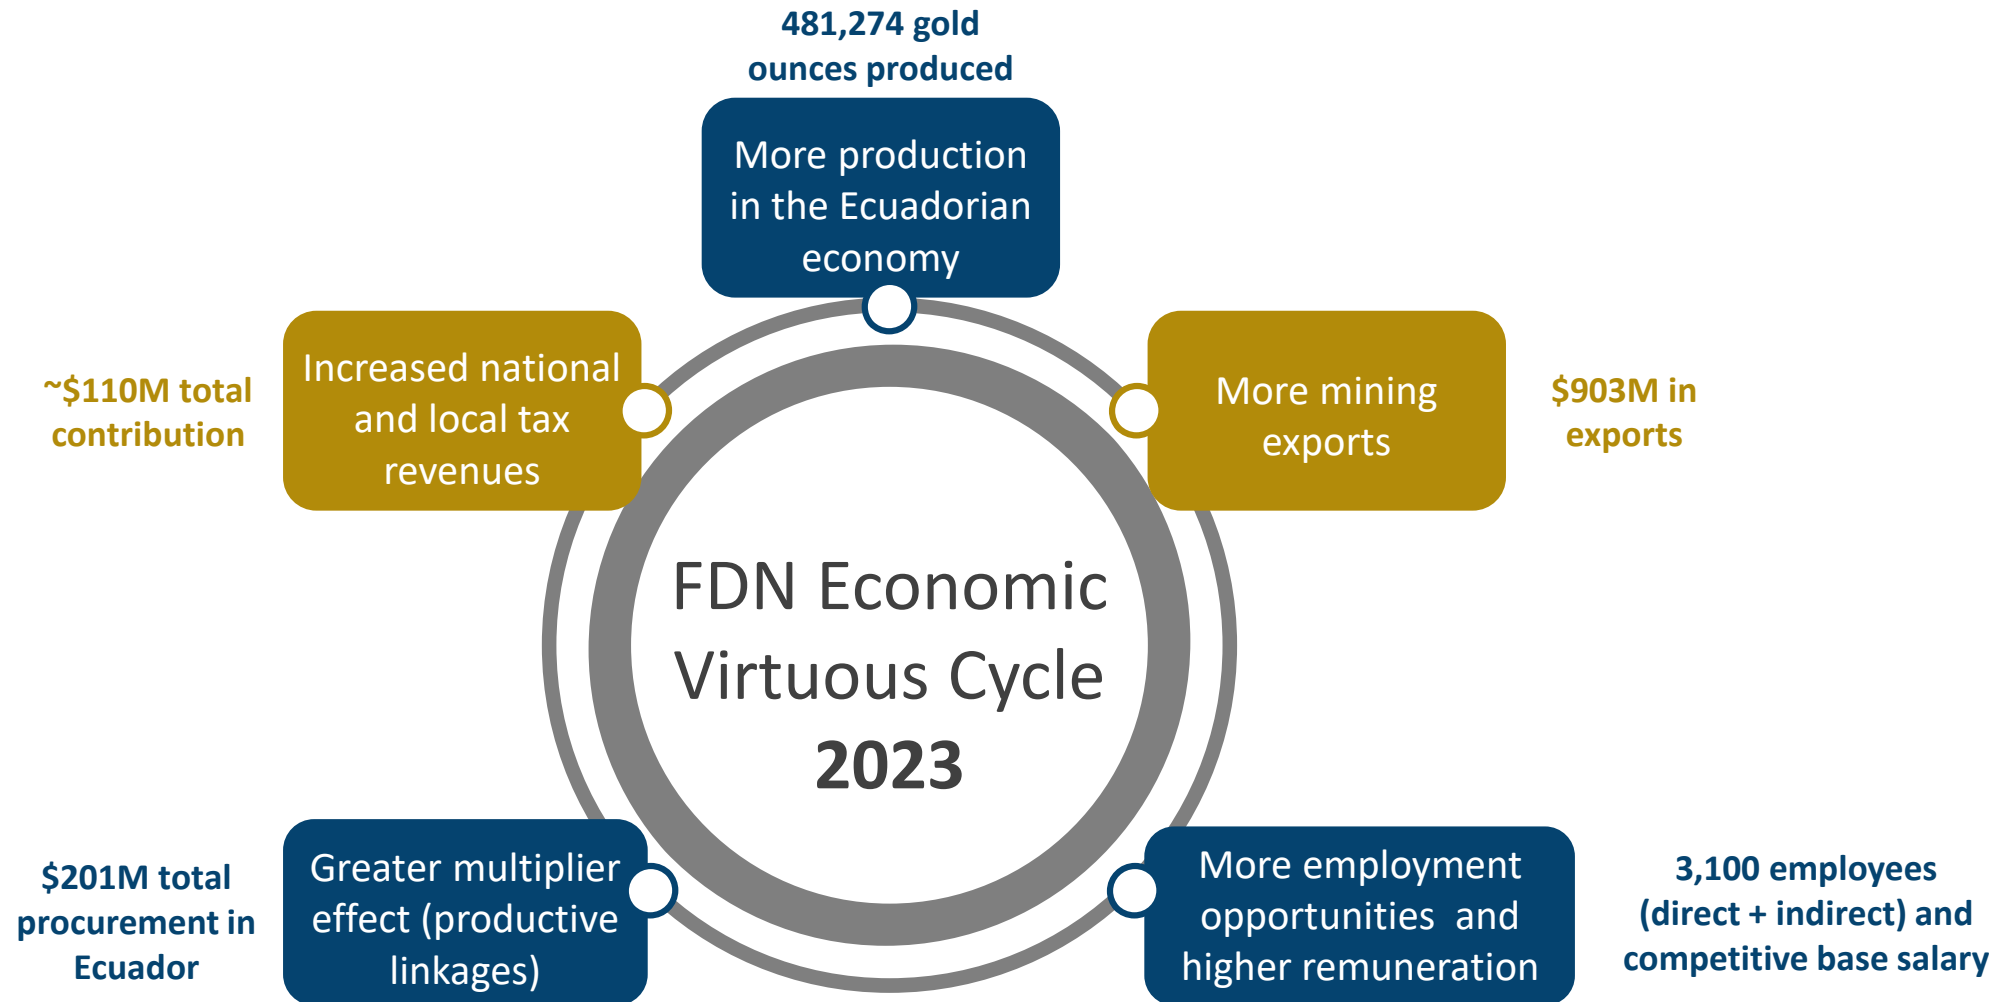 481,274 gold
ounces produced
More production
in the Ecuadorian
economy
~$110M total
contribution
Increased national
and local tax
revenues
More mining
exports
$903M in
exports
FDN Economic
Virtuous Cycle
2023
$201M total
procurement in
Ecuador
Greater multiplier
effect (productive
linkages)
More employment
opportunities and
higher remuneration
3,100 employees
(direct + indirect) and
competitive base salary